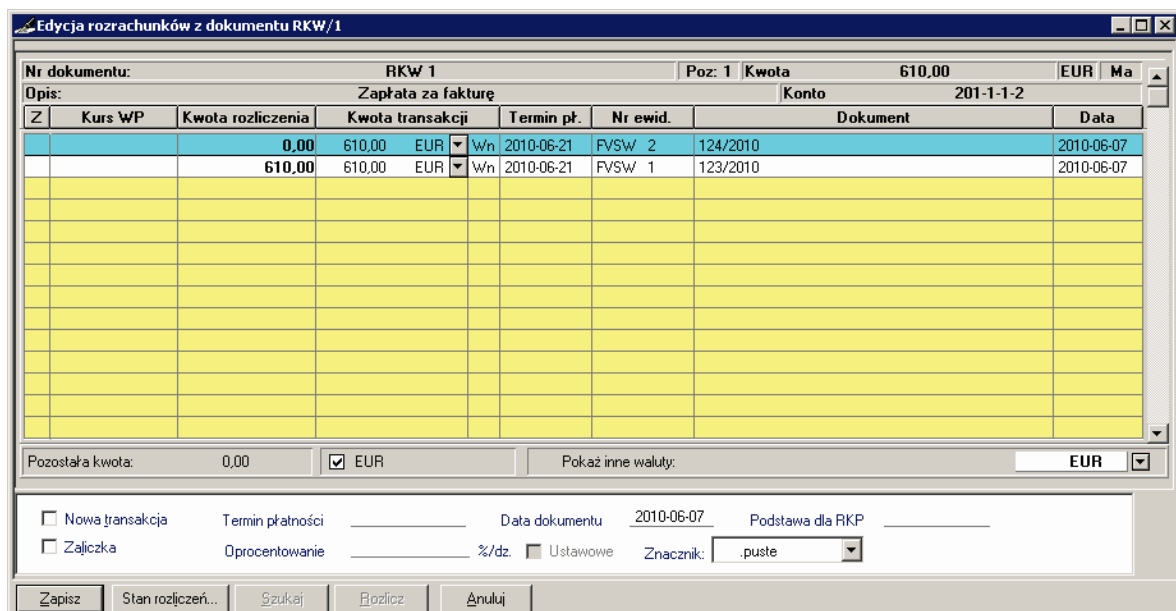 Edycja rozrachunków z dokumentu RKW/1
Nr dokumentu: RKW 1 Poz: 1 Kwota 610,00 EUR Ma
Opis: Zapłata za fakturę Konto 201-1-1-2
Z Kurs WP Kwota rozliczenia Kwota transakcji Termin pł. Nr ewid. Dokument Data
0,00 610,00 EUR Wn 2010-06-21 FVSW 2 124/2010 2010-06-07
610,00 610,00 EUR Wn 2010-06-21 FVSW 1 123/2010 2010-06-07
Pozostała kwota: 0,00 EUR Pokaż inne waluty: EUR
Nowa transakcja Termin płatności Data dokumentu 2010-06-07 Podstawa dla RKP
Zaliczka Oprocentowanie %/dz. Ustawowe Znacznik: .puste
Zapisz Stan rozliczeń... Szukaj Rozlicz Anuluj